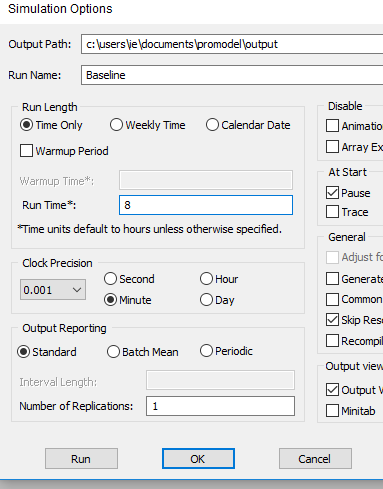 Simulation Options
Output Path: c:\users\je\documents\promodel\output
Run Name: Baseline
Run Length
Time Only Weekly Time Calendar Date
Warmup Period
Warmup Time*:
Run Time*: 8
*Time units default to hours unless otherwise specified.
Clock Precision
0.001 Second Hour
Minute Day
Output Reporting
Standard Batch Mean Periodic
Interval Length:
Number of Replications: 1
Disable
Animation
Array Ex
At Start
Pause
Trace
General
Adjust fo
Generate
Common
Skip Reso
Recompil
Output view
Output V
Minitab
Run OK Cancel